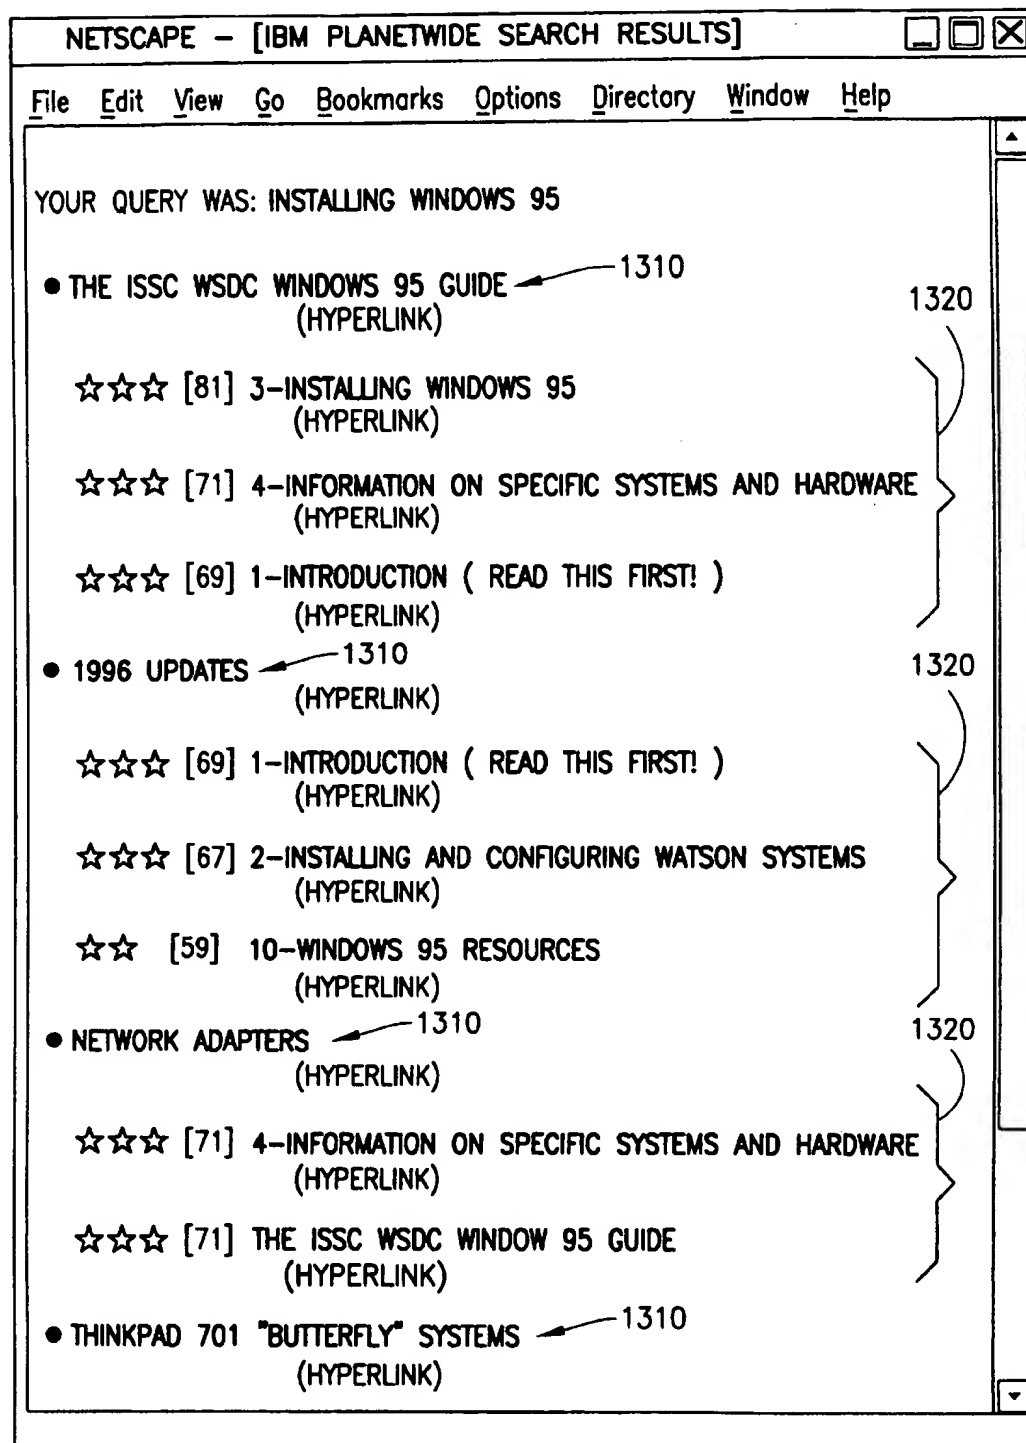 NETSCAPE – [IBM PLANETWIDE SEARCH RESULTS]
File Edit View Go Bookmarks Options Directory Window Help
YOUR QUERY WAS: INSTALLING WINDOWS 95
● THE ISSC WSDC WINDOWS 95 GUIDE 1310
(HYPERLINK)
1320
☆☆☆ [81] 3–INSTALLING WINDOWS 95
(HYPERLINK)
☆☆☆ [71] 4–INFORMATION ON SPECIFIC SYSTEMS AND HARDWARE
(HYPERLINK)
☆☆☆ [69] 1–INTRODUCTION ( READ THIS FIRST! )
(HYPERLINK)
● 1996 UPDATES 1310
(HYPERLINK)
1320
☆☆☆ [69] 1–INTRODUCTION ( READ THIS FIRST! )
(HYPERLINK)
☆☆☆ [67] 2–INSTALLING AND CONFIGURING WATSON SYSTEMS
(HYPERLINK)
☆☆ [59] 10–WINDOWS 95 RESOURCES
(HYPERLINK)
● NETWORK ADAPTERS 1310
(HYPERLINK)
1320
☆☆☆ [71] 4–INFORMATION ON SPECIFIC SYSTEMS AND HARDWARE
(HYPERLINK)
☆☆☆ [71] THE ISSC WSDC WINDOW 95 GUIDE
(HYPERLINK)
● THINKPAD 701 "BUTTERFLY" SYSTEMS 1310
(HYPERLINK)